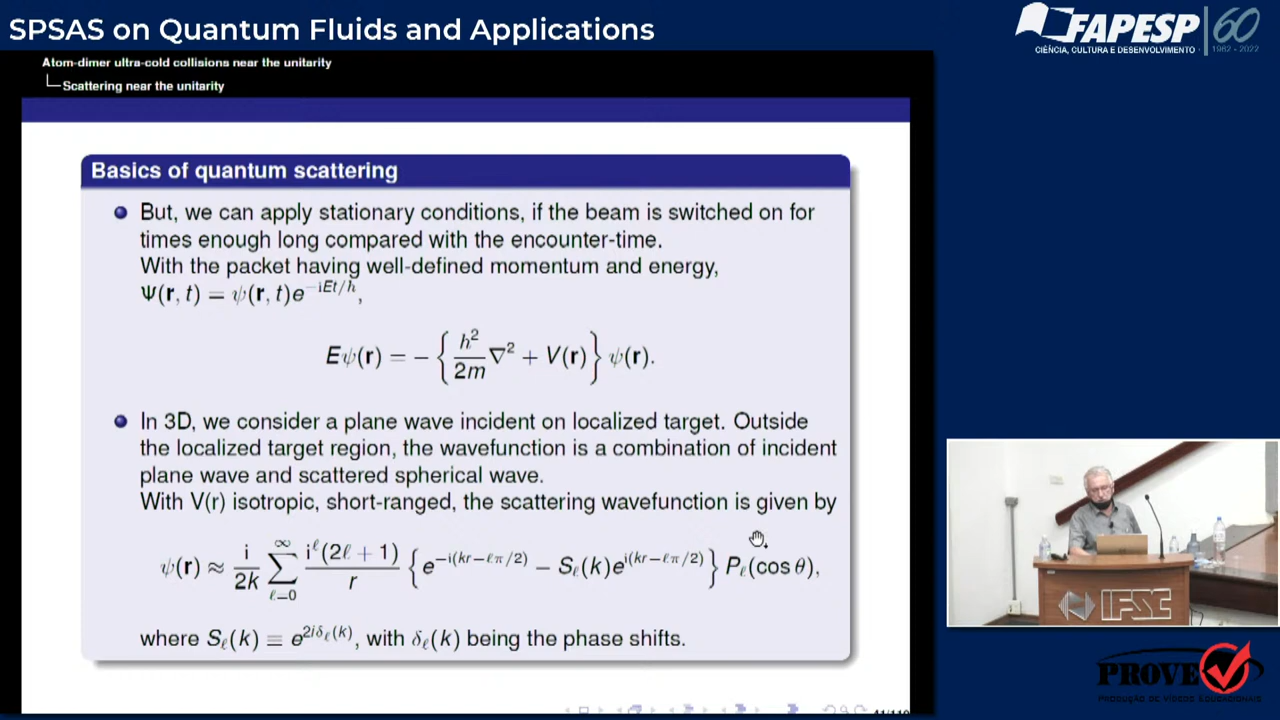 SPSAS on Quantum Fluids and Applications
FAPESP 60
CIÊNCIA, CULTURA E DESENVOLVIMENTO
1962 - 2022
Atom-dimer ultra-cold collisions near the unitarity
Scattering near the unitarity
Basics of quantum scattering
But, we can apply stationary conditions, if the beam is switched on for
times enough long compared with the encounter-time.
With the packet having well-defined momentum and energy,
Ψ(r, t) = ψ(r, t)e^{−iEt/ħ},
Eψ(r) = − { ħ²/2m ∇² + V(r) } ψ(r).
In 3D, we consider a plane wave incident on localized target. Outside
the localized target region, the wavefunction is a combination of incident
plane wave and scattered spherical wave.
With V(r) isotropic, short-ranged, the scattering wavefunction is given by
ψ(r) ≈ i/2k ∑_{ℓ=0}^{∞} i^ℓ(2ℓ + 1)/r { e^{−i(kr−ℓπ/2)} − S_ℓ(k)e^{i(kr−ℓπ/2)} } P_ℓ(cos θ),
where S_ℓ(k) ≡ e^{2iδ_ℓ(k)}, with δ_ℓ(k) being the phase shifts.
IFSC
PROVE
PRODUÇÃO DE VÍDEOS EDUCACIONAIS